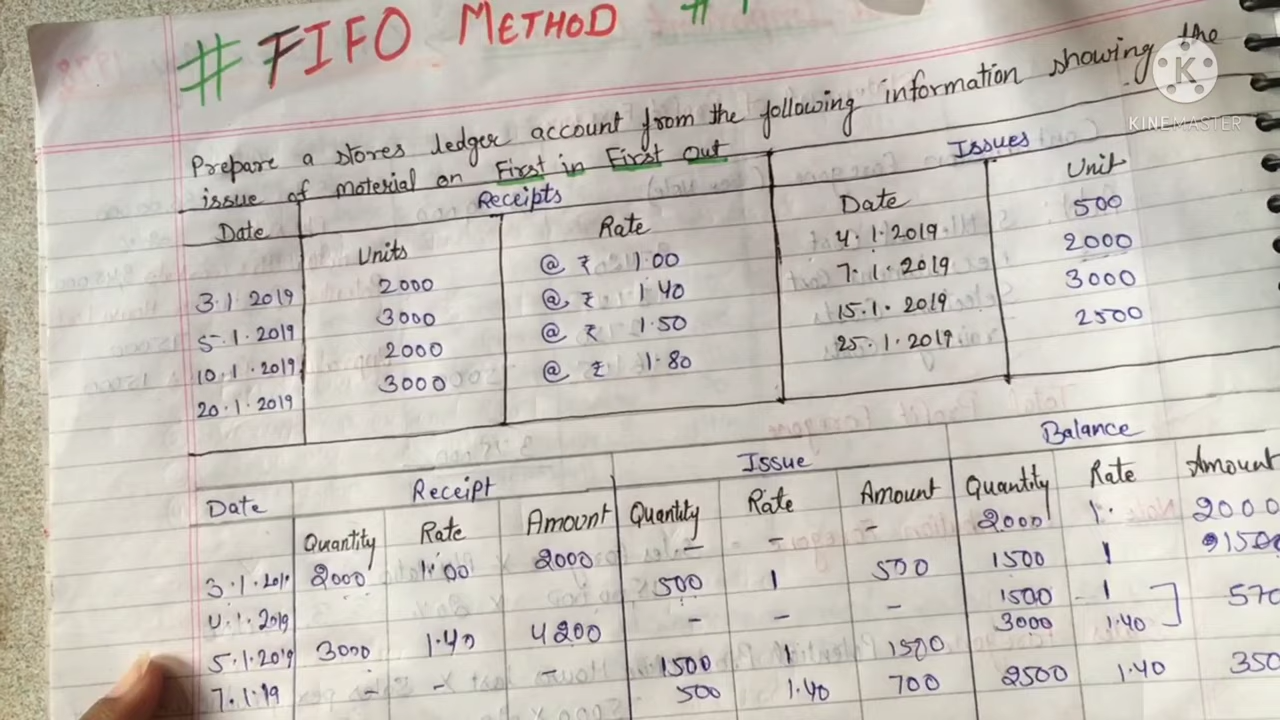 # FIFO METHOD #
KINEMASTER
Prepare a stores ledger account from the following information showing the
issue of material on First in First Out
Receipts Issues
Date Units Rate Date Unit
3.1.2019 2000 @ ₹ 1.00 4.1.2019 500
5.1.2019 3000 @ ₹ 1.40 7.1.2019 2000
10.1.2019 2000 @ ₹ 1.50 15.1.2019 3000
20.1.2019 3000 @ ₹ 1.80 25.1.2019 2500
Date Receipt Issue Balance
Quantity Rate Amount Quantity Rate Amount Quantity Rate Amount
3.1.2019 2000 1.00 2000 - - - 2000 1. 2000
4.1.2019 500 1 500 1500 1 1500
5.1.2019 3000 1.40 4200 - - - 1500 1
3000 1.40 570
7.1.19 - - - 1500 1 1500
500 1.40 700 2500 1.40 350